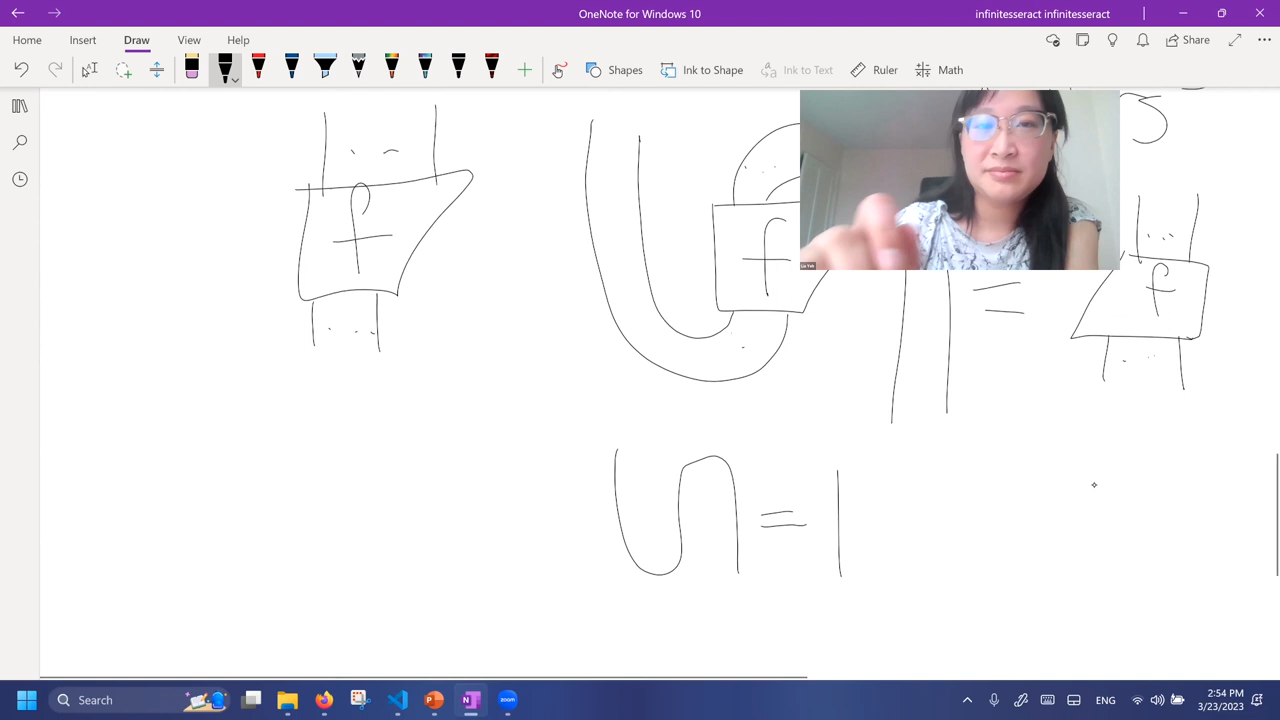 OneNote for Windows 10
infinitesseract infinitesseract
Home Insert Draw View Help
Share
Shapes Ink to Shape Ink to Text Ruler Math
f
f
=
f
=
Search
zoom
ENG
2:54 PM
3/23/2023